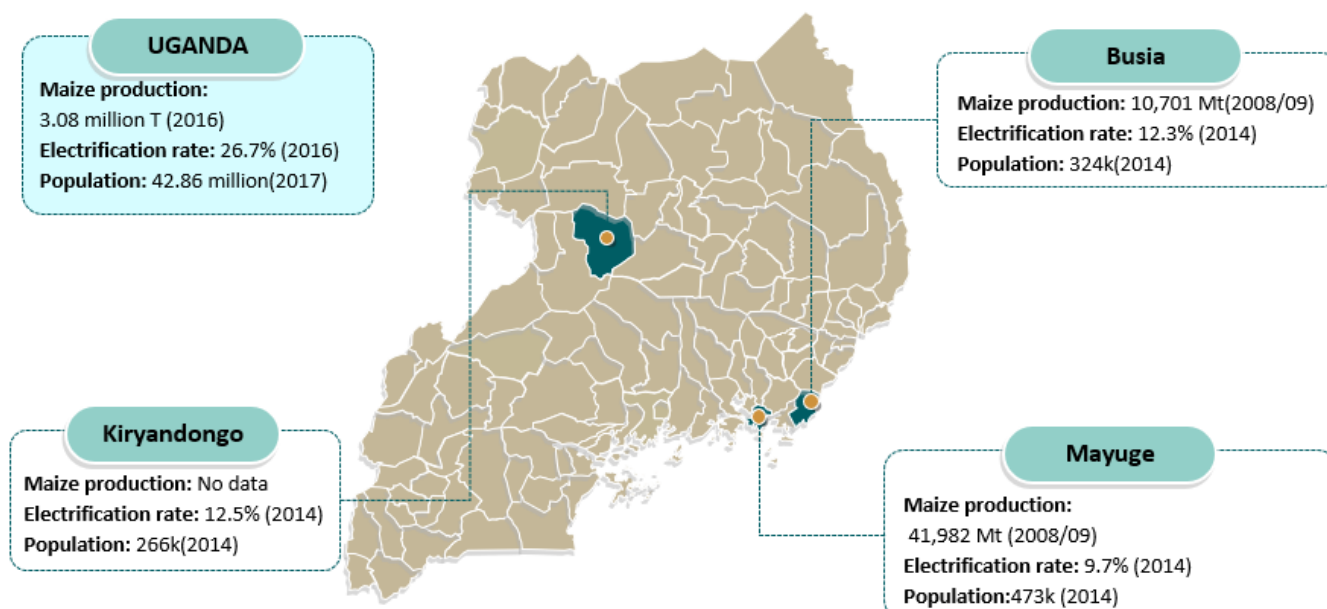 UGANDA
Maize production:
3.08 million T (2016)
Electrification rate: 26.7% (2016)
Population: 42.86 million(2017)
Busia
Maize production: 10,701 Mt(2008/09)
Electrification rate: 12.3% (2014)
Population: 324k(2014)
Kiryandongo
Maize production: No data
Electrification rate: 12.5% (2014)
Population: 266k(2014)
Mayuge
Maize production:
41,982 Mt (2008/09)
Electrification rate: 9.7% (2014)
Population:473k (2014)